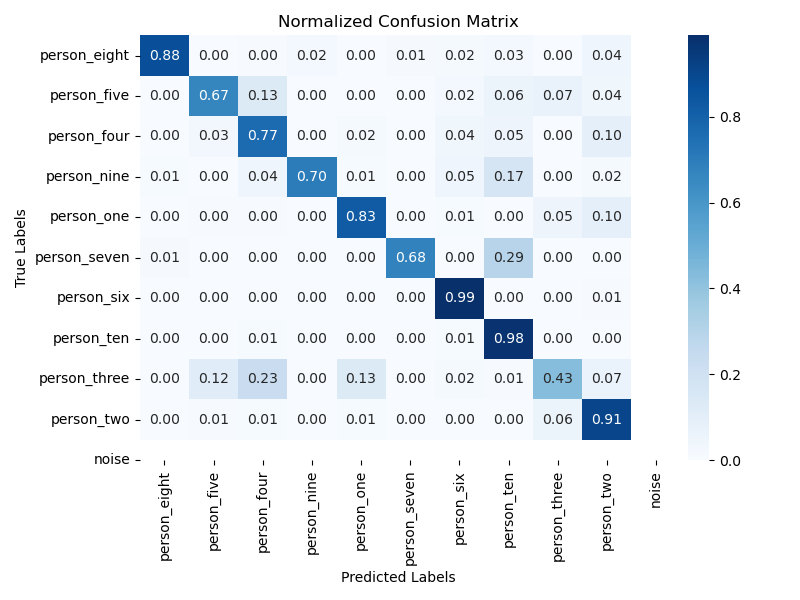 Normalized Confusion Matrix
person_eight 0.88 0.00 0.00 0.02 0.00 0.01 0.02 0.03 0.00 0.04
person_five 0.00 0.67 0.13 0.00 0.00 0.00 0.02 0.06 0.07 0.04
person_four 0.00 0.03 0.77 0.00 0.02 0.00 0.04 0.05 0.00 0.10
person_nine 0.01 0.00 0.04 0.70 0.01 0.00 0.05 0.17 0.00 0.02
person_one 0.00 0.00 0.00 0.00 0.83 0.00 0.01 0.00 0.05 0.10
person_seven 0.01 0.00 0.00 0.00 0.00 0.68 0.00 0.29 0.00 0.00
person_six 0.00 0.00 0.00 0.00 0.00 0.00 0.99 0.00 0.00 0.01
person_ten 0.00 0.00 0.01 0.00 0.00 0.00 0.01 0.98 0.00 0.00
person_three 0.00 0.12 0.23 0.00 0.13 0.00 0.02 0.01 0.43 0.07
person_two 0.00 0.01 0.01 0.00 0.01 0.00 0.00 0.00 0.06 0.91
noise
True Labels
person_eight person_five person_four person_nine person_one person_seven person_six person_ten person_three person_two noise
Predicted Labels
0.8
0.6
0.4
0.2
0.0